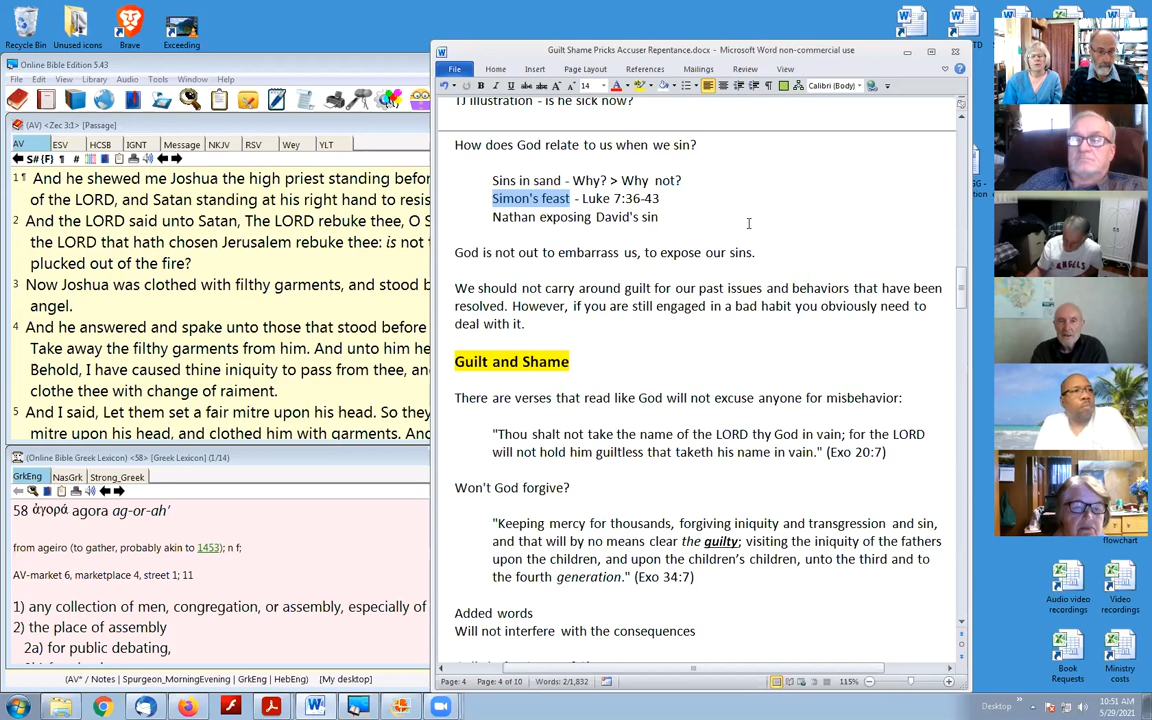 Recycle Bin
Unused icons
Brave
Exceeding
Online Bible Edition 5.43
File Edit View Library Audio Tools Window Help
(AV) <Zec 3:1> [Passage]
AV ESV HCSB IGNT Message NKJV RSV Wey YLT
S# {F} ¶ #
1 ¶ And he shewed me Joshua the high priest standing befor
of the LORD, and Satan standing at his right hand to resis
2 And the LORD said unto Satan, The LORD rebuke thee, O S
the LORD that hath chosen Jerusalem rebuke thee: is not t
plucked out of the fire?
3 Now Joshua was clothed with filthy garments, and stood b
angel.
4 And he answered and spake unto those that stood before
Take away the filthy garments from him. And unto him he
Behold, I have caused thine iniquity to pass from thee, an
clothe thee with change of raiment.
5 And I said, Let them set a fair mitre upon his head. So they
mitre upon his head, and clothed him with garments. And
(Online Bible Greek Lexicon) <58> [Greek Lexicon] (1/14)
GrkEng NasGrk Strong_Greek
58 ἀγορά agora ag-or-ah'
from ageiro (to gather, probably akin to 1453); n f;
AV-market 6, marketplace 4, street 1; 11
1) any collection of men, congregation, or assembly, especially of
2) the place of assembly
2a) for public debating,
(AV* / Notes | Spurgeon_MorningEvening | GrkEng | HebEng) [My desktop]
Guilt Shame Pricks Accuser Repentance.docx - Microsoft Word non-commercial use
File Home Insert Page Layout References Mailings Review View
B I U abc abc A A 14 A Calibri (Body)
TJ illustration - is he sick now?
How does God relate to us when we sin?
Sins in sand - Why? > Why not?
Simon's feast - Luke 7:36-43
Nathan exposing David's sin
God is not out to embarrass us, to expose our sins.
We should not carry around guilt for our past issues and behaviors that have been
resolved. However, if you are still engaged in a bad habit you obviously need to
deal with it.
Guilt and Shame
There are verses that read like God will not excuse anyone for misbehavior:
"Thou shalt not take the name of the LORD thy God in vain; for the LORD
will not hold him guiltless that taketh his name in vain." (Exo 20:7)
Won't God forgive?
"Keeping mercy for thousands, forgiving iniquity and transgression and sin,
and that will by no means clear the guilty; visiting the iniquity of the fathers
upon the children, and upon the children's children, unto the third and to
the fourth generation." (Exo 34:7)
Added words
Will not interfere with the consequences
Page: 4 Page: 4 of 10 Words: 2/1,832 115%
ANGELS
flowchart
Audio video
recordings
Video
recordings
Book
Requests
Ministry
costs
Desktop
10:51 AM
5/29/2021